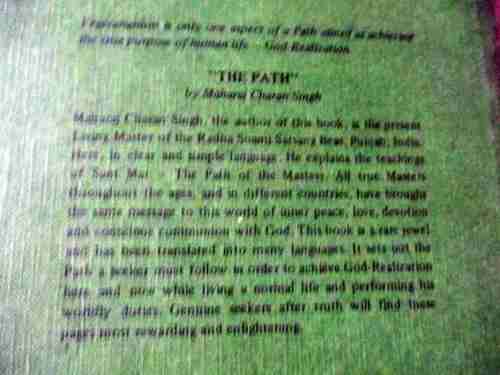 Vegetarianism is only one aspect of a Path aimed at achieving
the true purpose of human life - God-Realization.
"THE PATH"
by Maharaj Charan Singh
Maharaj Charan Singh, the author of this book, is the present
Living Master of the Radha Soami Satsang Beas, Punjab, India.
Here, in clear and simple language, He explains the teachings
of Sant Mat - The Path of the Masters. All true Masters
throughout the ages, and in different countries, have brought
the same message to this world of inner peace, love, devotion
and conscious communion with God. This book is a rare jewel
and has been translated into many languages. It sets out the
Path a seeker must follow in order to achieve God-Realization
here and now while living a normal life and performing his
worldly duties. Genuine seekers after truth will find these
pages most rewarding and enlightening.